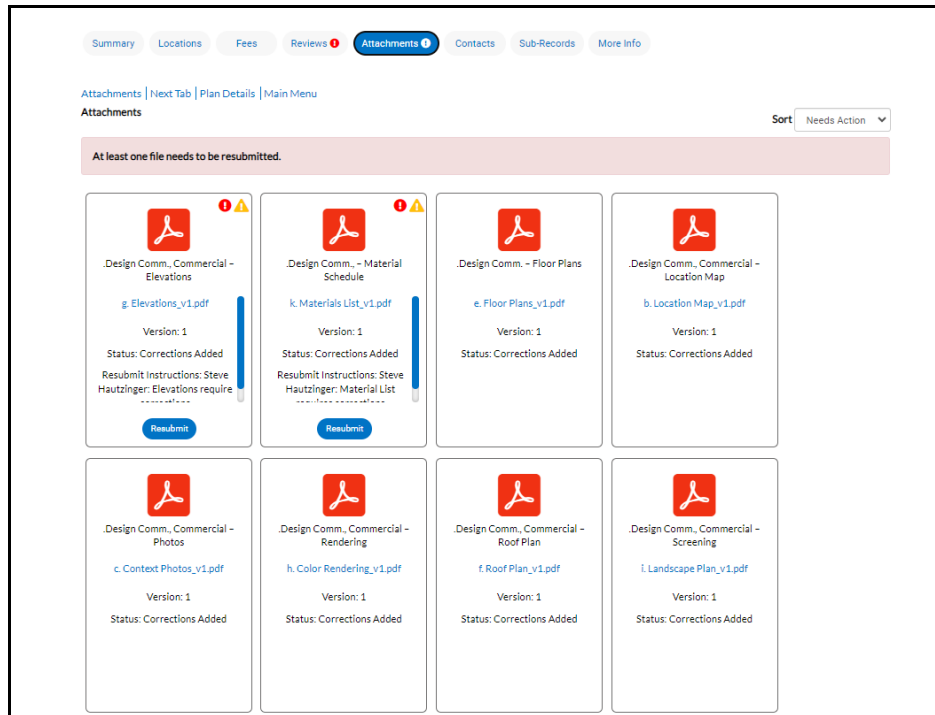 Summary Locations Fees Reviews Attachments Contacts Sub-Records More Info
Attachments | Next Tab | Plan Details | Main Menu
Attachments
Sort Needs Action
At least one file needs to be resubmitted.
.Design Comm., Commercial –
Elevations
g. Elevations_v1.pdf
Version: 1
Status: Corrections Added
Resubmit Instructions: Steve
Hautzinger: Elevations require
Resubmit
.Design Comm., – Material
Schedule
k. Materials List_v1.pdf
Version: 1
Status: Corrections Added
Resubmit Instructions: Steve
Hautzinger: Material List
Resubmit
.Design Comm. – Floor Plans
e. Floor Plans_v1.pdf
Version: 1
Status: Corrections Added
.Design Comm., Commercial –
Location Map
b. Location Map_v1.pdf
Version: 1
Status: Corrections Added
.Design Comm., Commercial –
Photos
c. Context Photos_v1.pdf
Version: 1
Status: Corrections Added
.Design Comm., Commercial –
Rendering
h. Color Rendering_v1.pdf
Version: 1
Status: Corrections Added
.Design Comm., Commercial –
Roof Plan
f. Roof Plan_v1.pdf
Version: 1
Status: Corrections Added
.Design Comm., Commercial –
Screening
i. Landscape Plan_v1.pdf
Version: 1
Status: Corrections Added